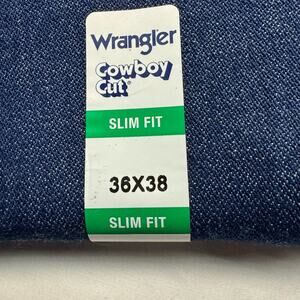 Wrangler
Cowboy
Cut®
SLIM FIT
36X38
SLIM FIT